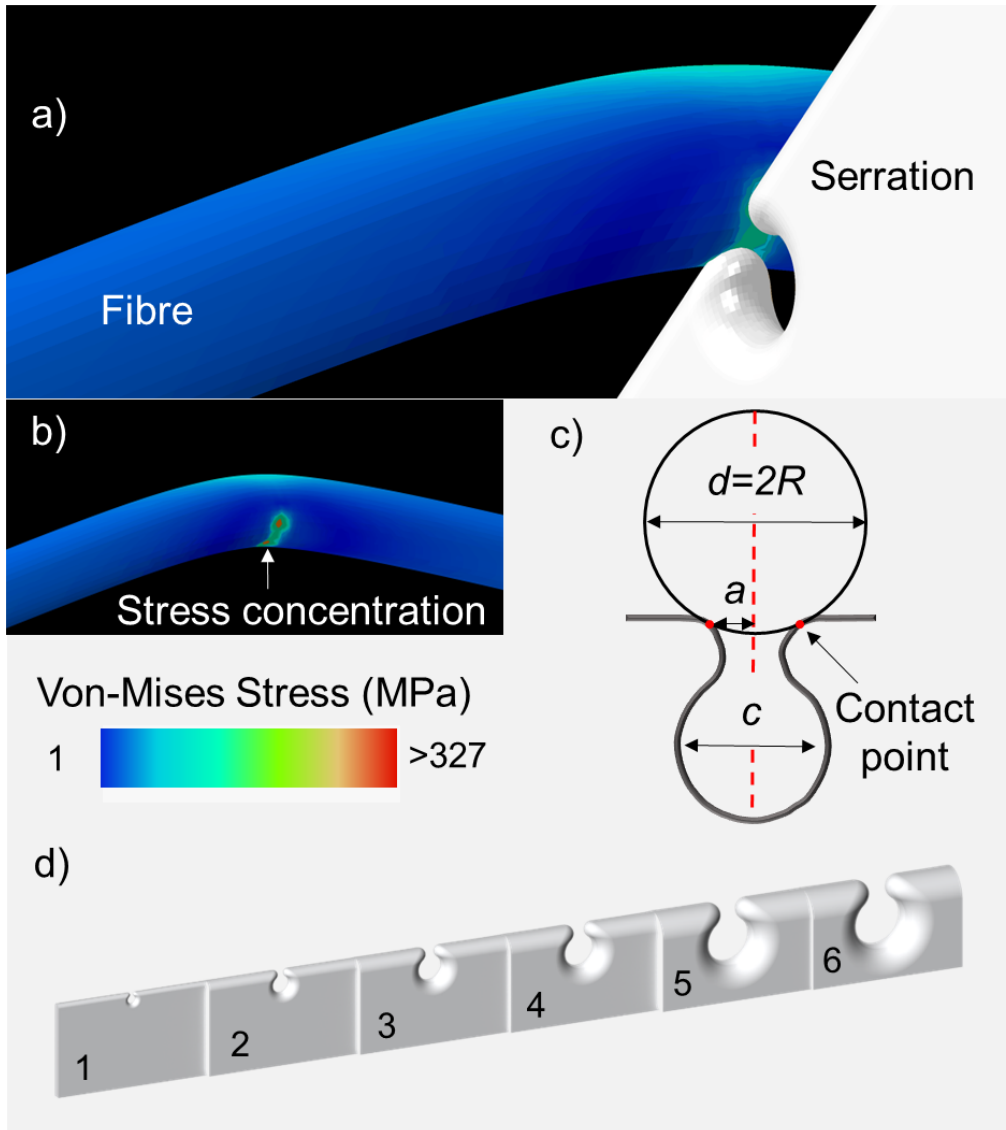 a)
Serration
Fibre
b)
Stress concentration
Von-Mises Stress (MPa)
1
>327
c)
d=2R
a
c
Contact
point
d)
1
2
3
4
5
6